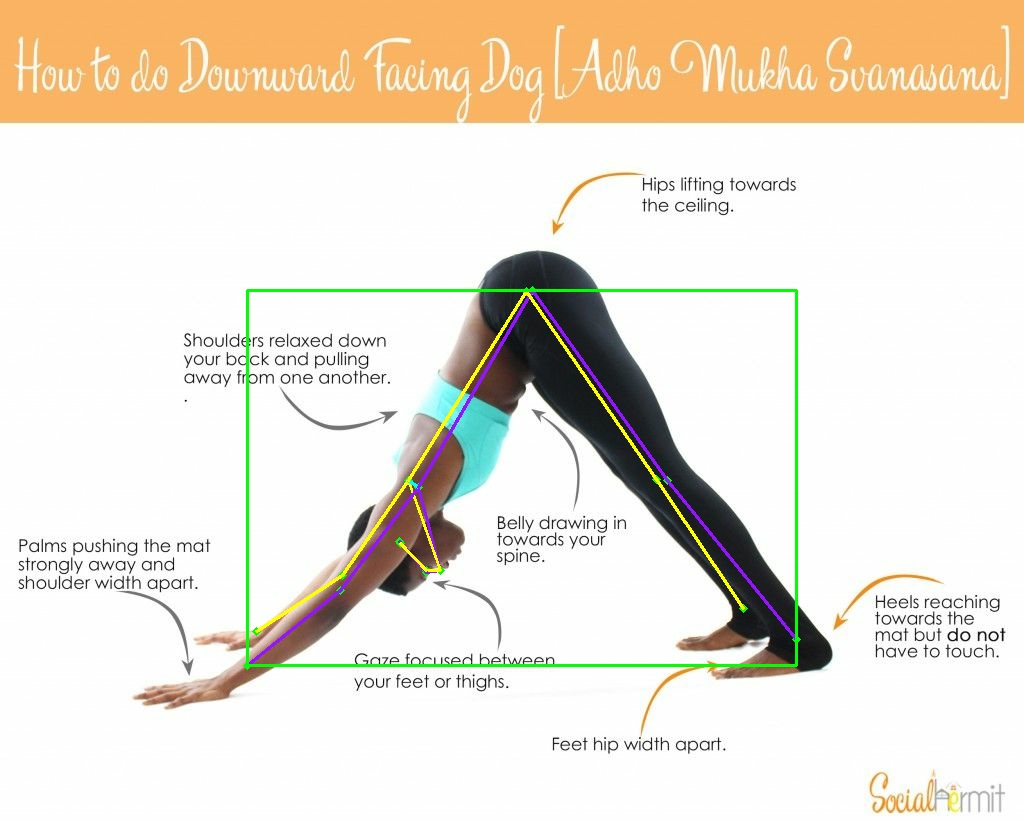 How to do Downward Facing Dog [Adho Mukha Svanasana]
Hips lifting towards
the ceiling.
Shoulders relaxed down
your back and pulling
away from one another.
.
Belly drawing in
towards your
spine.
Palms pushing the mat
strongly away and
shoulder width apart.
Heels reaching
towards the
mat but do not
have to touch.
Gaze focused between
your feet or thighs.
Feet hip width apart.
Socialhermit